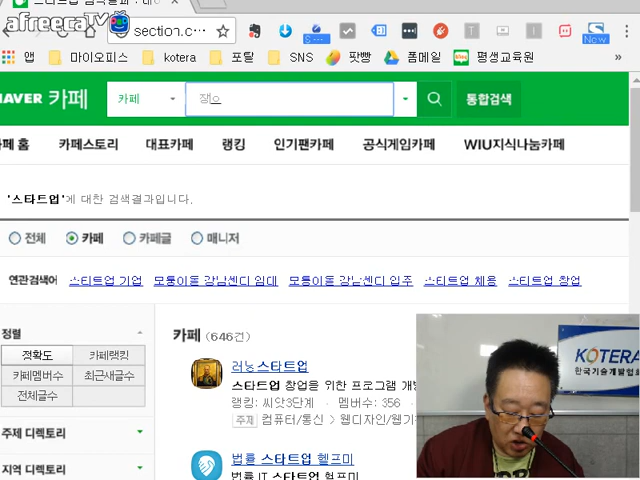 afreecaTV
section.c…
New
앱 마이오피스 kotera 포탈 SNS 팟빵 폼메일 평생교육원 »
NAVER 카페 카페 쟁으 통합검색
카페 홈 카페스토리 대표카페 랭킹 인기팬카페 공식게임카페 WIU지식나눔카페
'스타트업'에 대한 검색결과입니다.
전체 카페 카페글 매니저
연관검색어 스타트업 기업 모퉁이돌 강남센터 임대 모퉁이돌 강남센터 입주 스타트업 채용 스타트업 창업
정렬
정확도 카페랭킹
카페멤버수 최근새글수
전체글수
주제 디렉토리
지역 디렉토리
카페 (646건)
러닝스타트업
스타트업 창업을 위한 프로그램 개발
랭킹: 씨앗3단계 · 멤버수: 356
주제 컴퓨터/통신 > 웹디자인/웹기
법률 스타트업 헬프미
법률 IT 스타트업 헬프미
KOTERA
한국기술개발협회